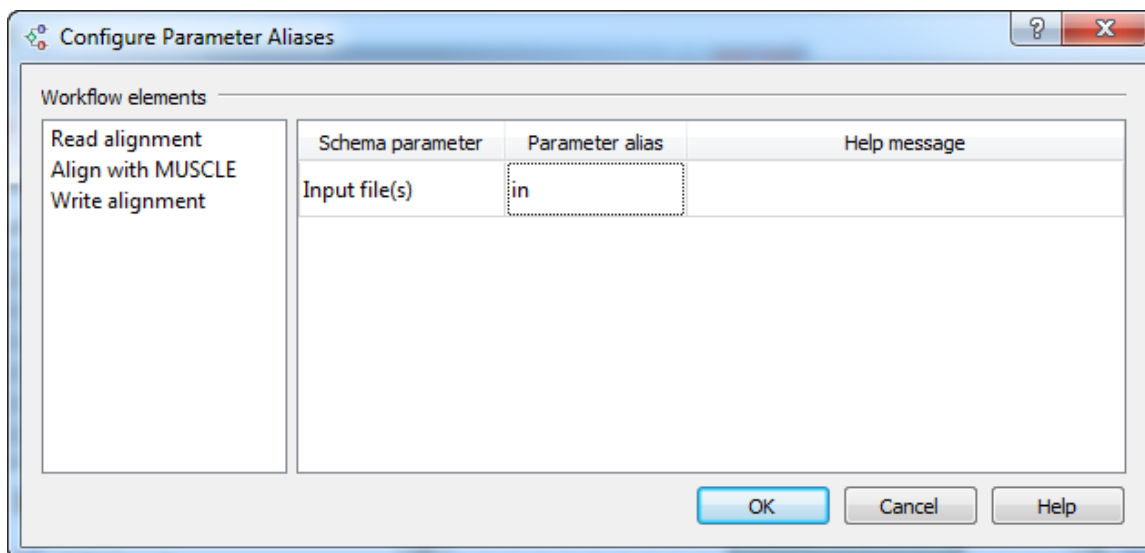 Configure Parameter Aliases
Workflow elements
Read alignment
Align with MUSCLE
Write alignment
Schema parameter Parameter alias Help message
Input file(s) in
OK Cancel Help